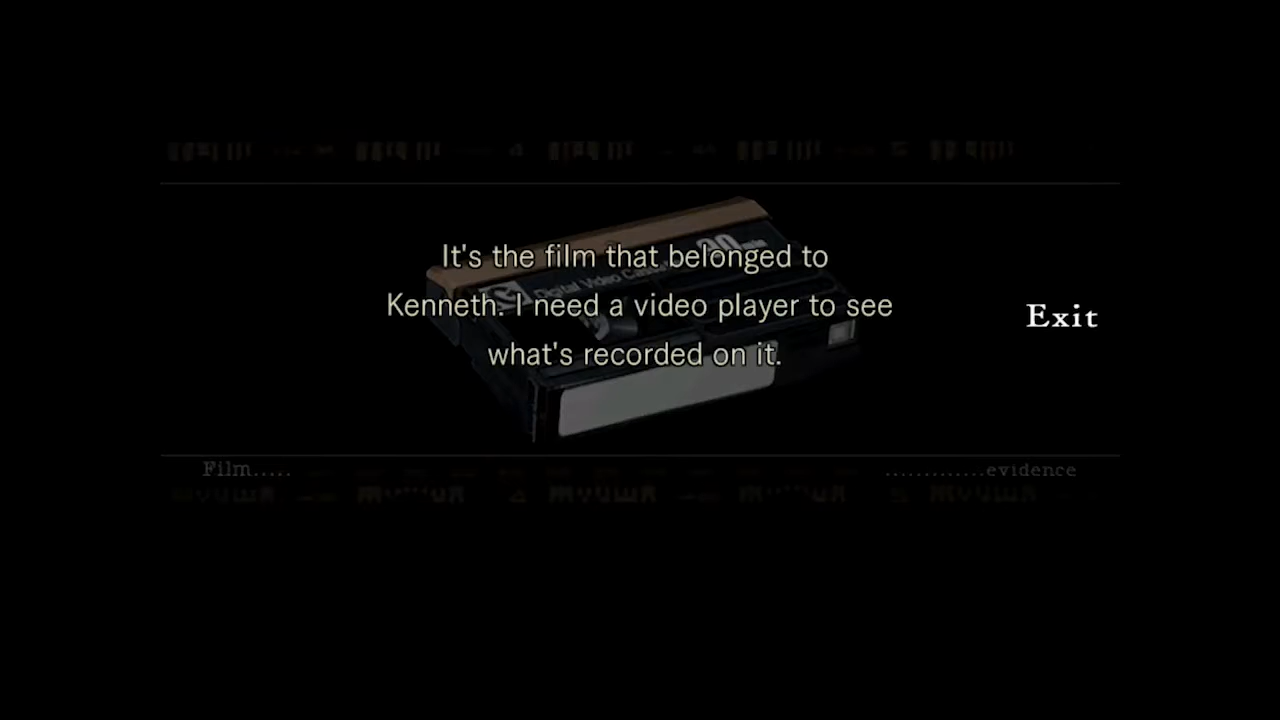 It's the film that belonged to
Kenneth. I need a video player to see
what's recorded on it.
Exit
Film.....
.............evidence